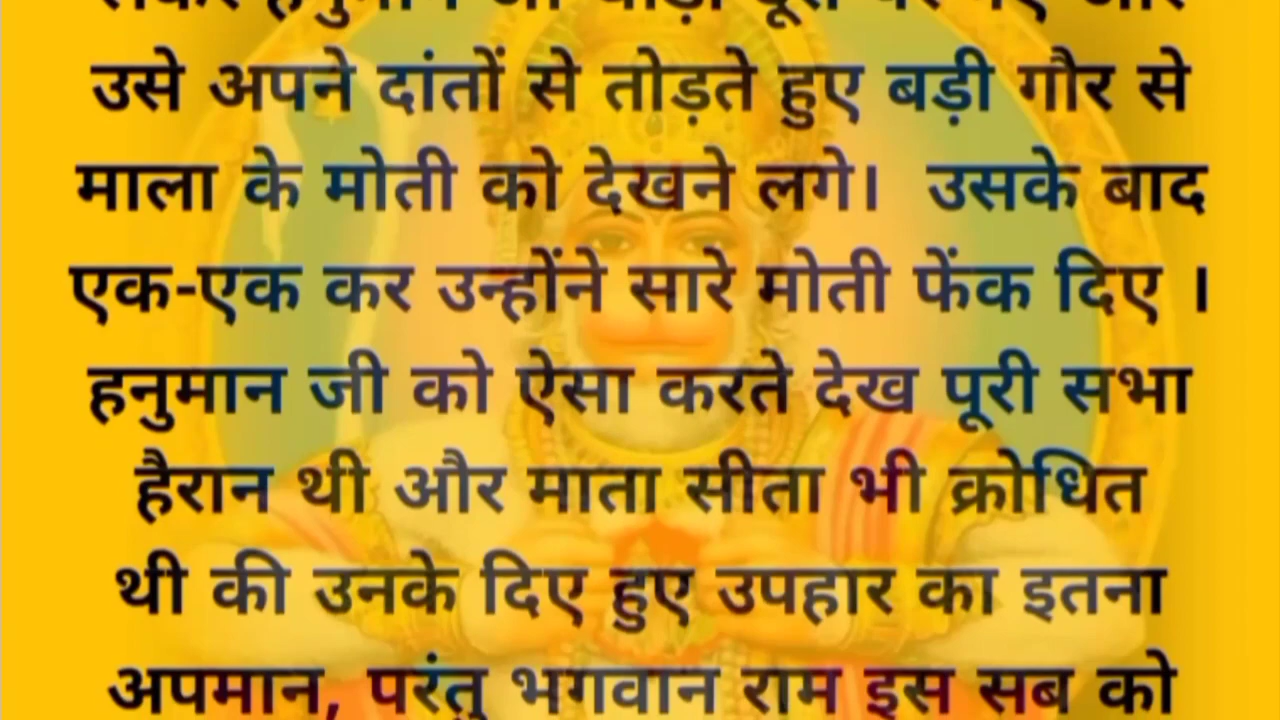 उसे अपने दांतों से तोड़ते हुए बड़ी गौर से
माला के मोती को देखने लगे। उसके बाद
एक-एक कर उन्होंने सारे मोती फेंक दिए ।
हनुमान जी को ऐसा करते देख पूरी सभा
हैरान थी और माता सीता भी क्रोधित
थी की उनके दिए हुए उपहार का इतना
अपमान, परंतु भगवान राम इस सब को